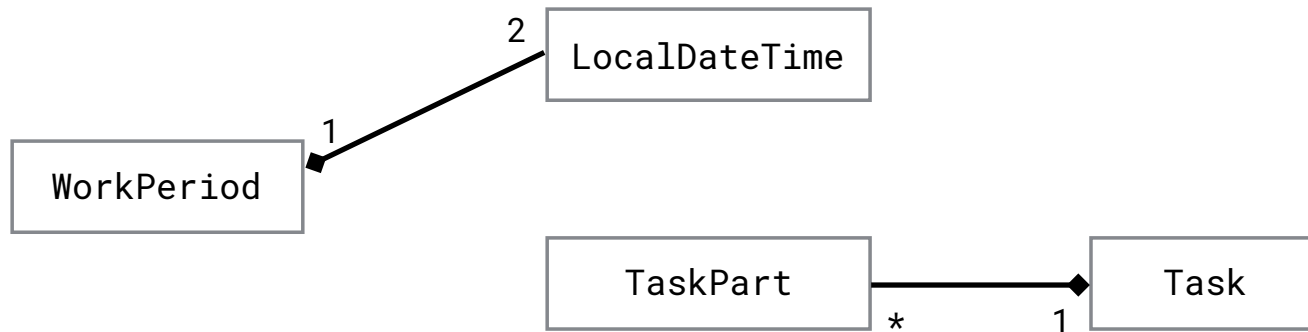 2
LocalDateTime
1
WorkPeriod
TaskPart
Task
*
1